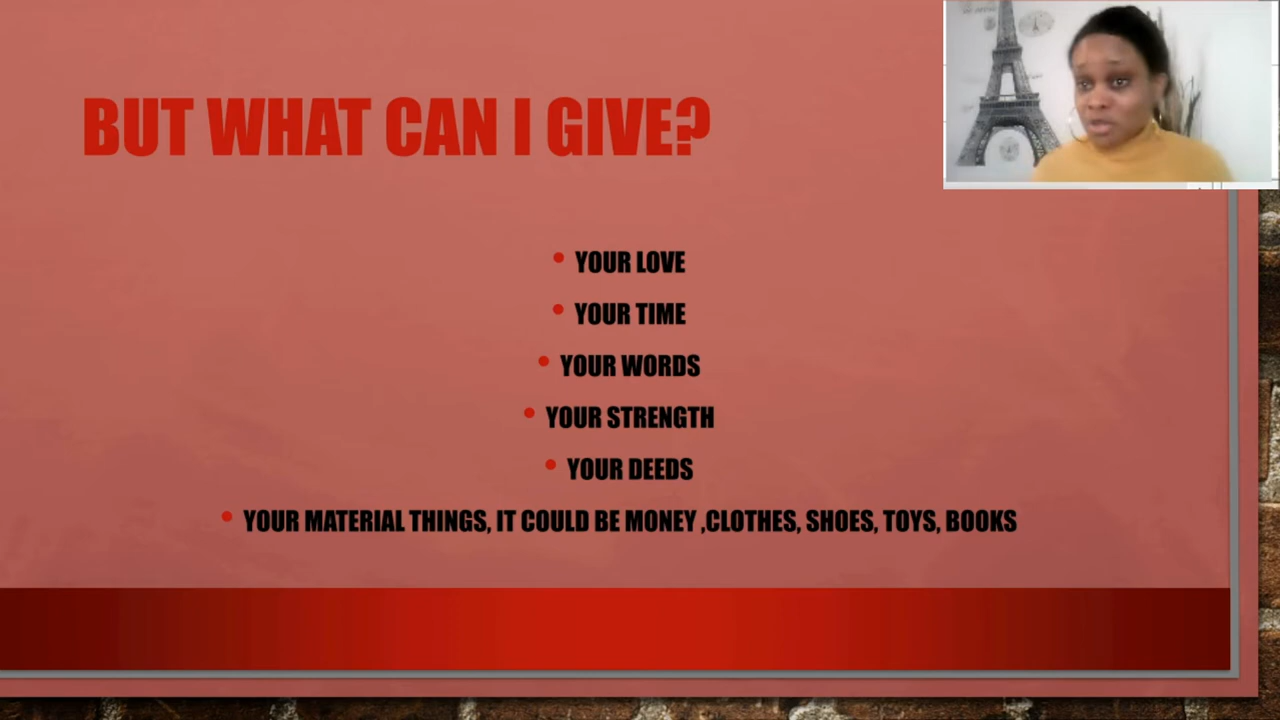 BUT WHAT CAN I GIVE?
• YOUR LOVE
• YOUR TIME
• YOUR WORDS
• YOUR STRENGTH
• YOUR DEEDS
• YOUR MATERIAL THINGS, IT COULD BE MONEY ,CLOTHES, SHOES, TOYS, BOOKS